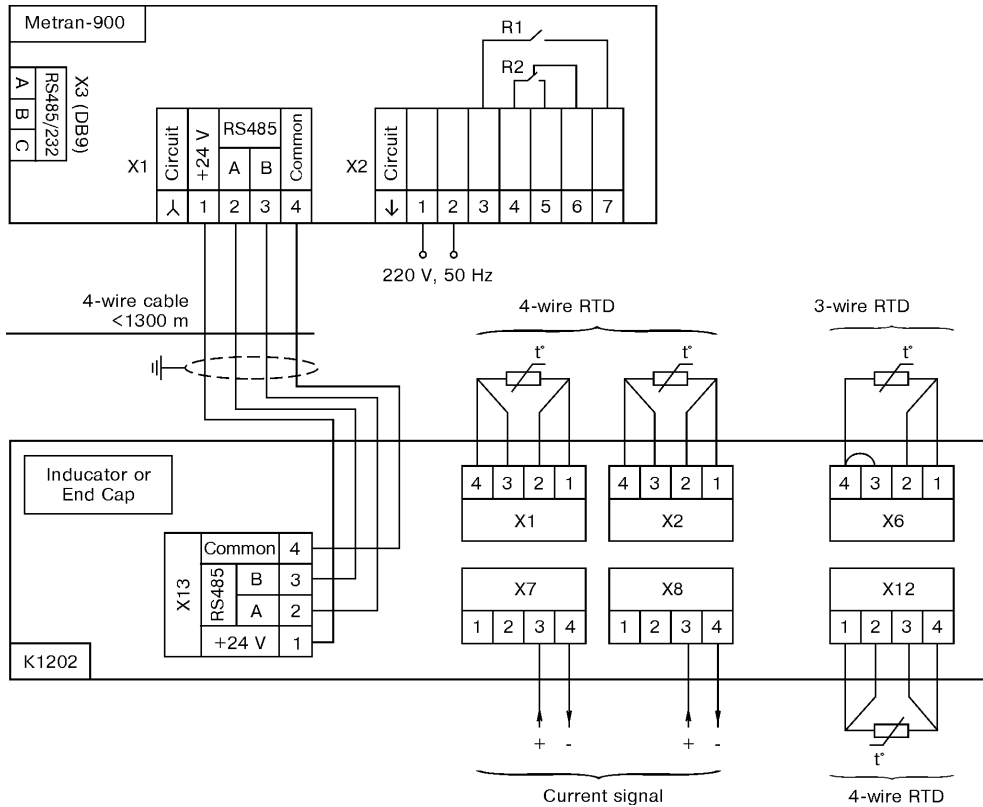 Metran-900
X3 (DB9)
RS485/232
A
B
C
X1
Circuit
+24 V
RS485
A
B
Common
1
2
3
4
X2
Circuit
1
2
3
4
5
6
7
R1
R2
220 V, 50 Hz
4-wire cable
<1300 m
4-wire RTD
3-wire RTD
t°
t°
t°
Inducator or
End Cap
4 3 2 1
X1
4 3 2 1
X2
4 3 2 1
X6
X13
Common 4
RS485
B 3
A 2
+24 V 1
K1202
X7
1 2 3 4
X8
1 2 3 4
X12
1 2 3 4
+ -
+ -
t°
Current signal
4-wire RTD